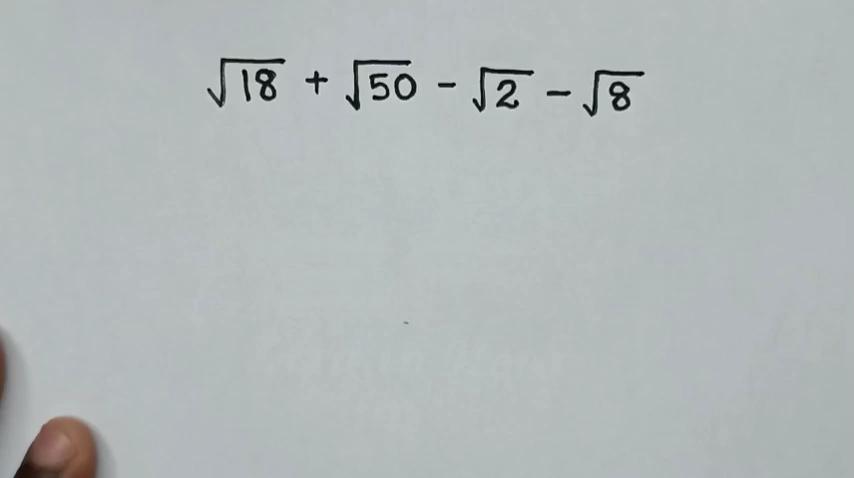 √18 + √50 - √2 - √8